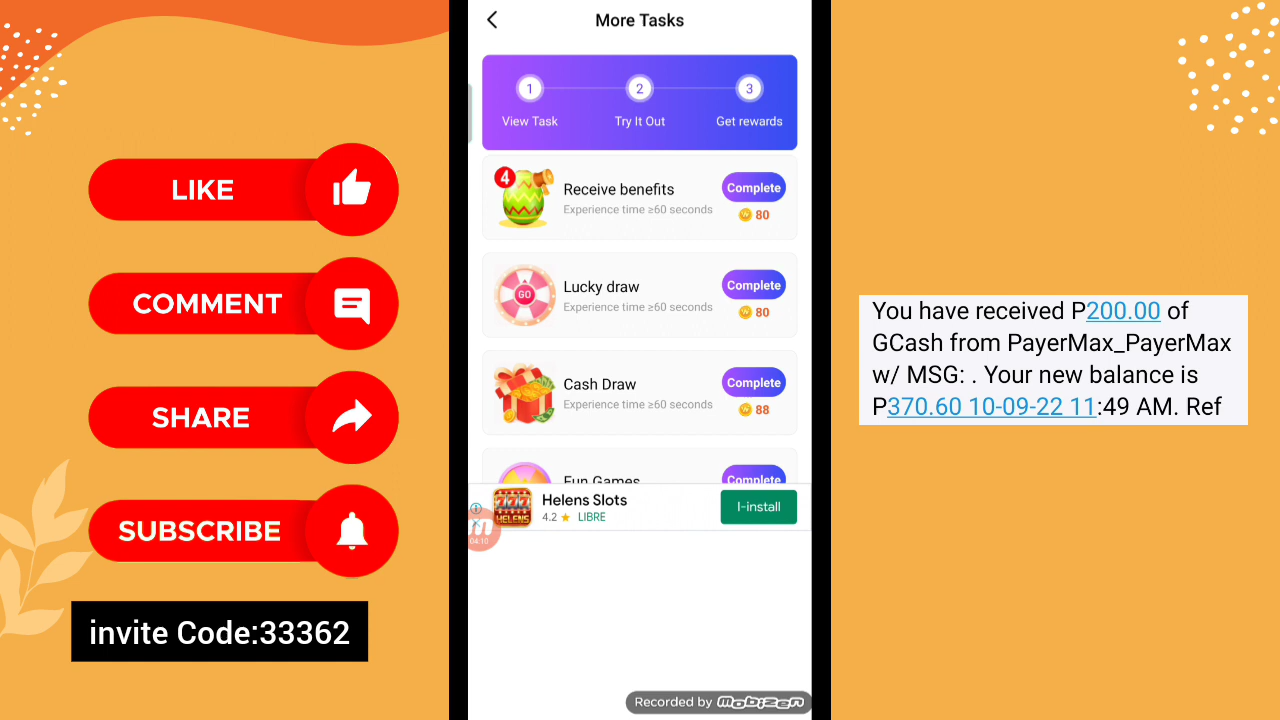 LIKE
COMMENT
SHARE
SUBSCRIBE
invite Code:33362
More Tasks
1
2
3
View Task
Try It Out
Get rewards
4
Receive benefits
Experience time ≥60 seconds
Complete
80
GO
Lucky draw
Experience time ≥60 seconds
Complete
80
Cash Draw
Experience time ≥60 seconds
Complete
88
Fun Games
Complete
777
HELENS
Helens Slots
4.2 ★ LIBRE
I-install
04:10
Recorded by mobizen
You have received P200.00 of
GCash from PayerMax_PayerMax
w/ MSG: . Your new balance is
P370.60 10-09-22 11:49 AM. Ref